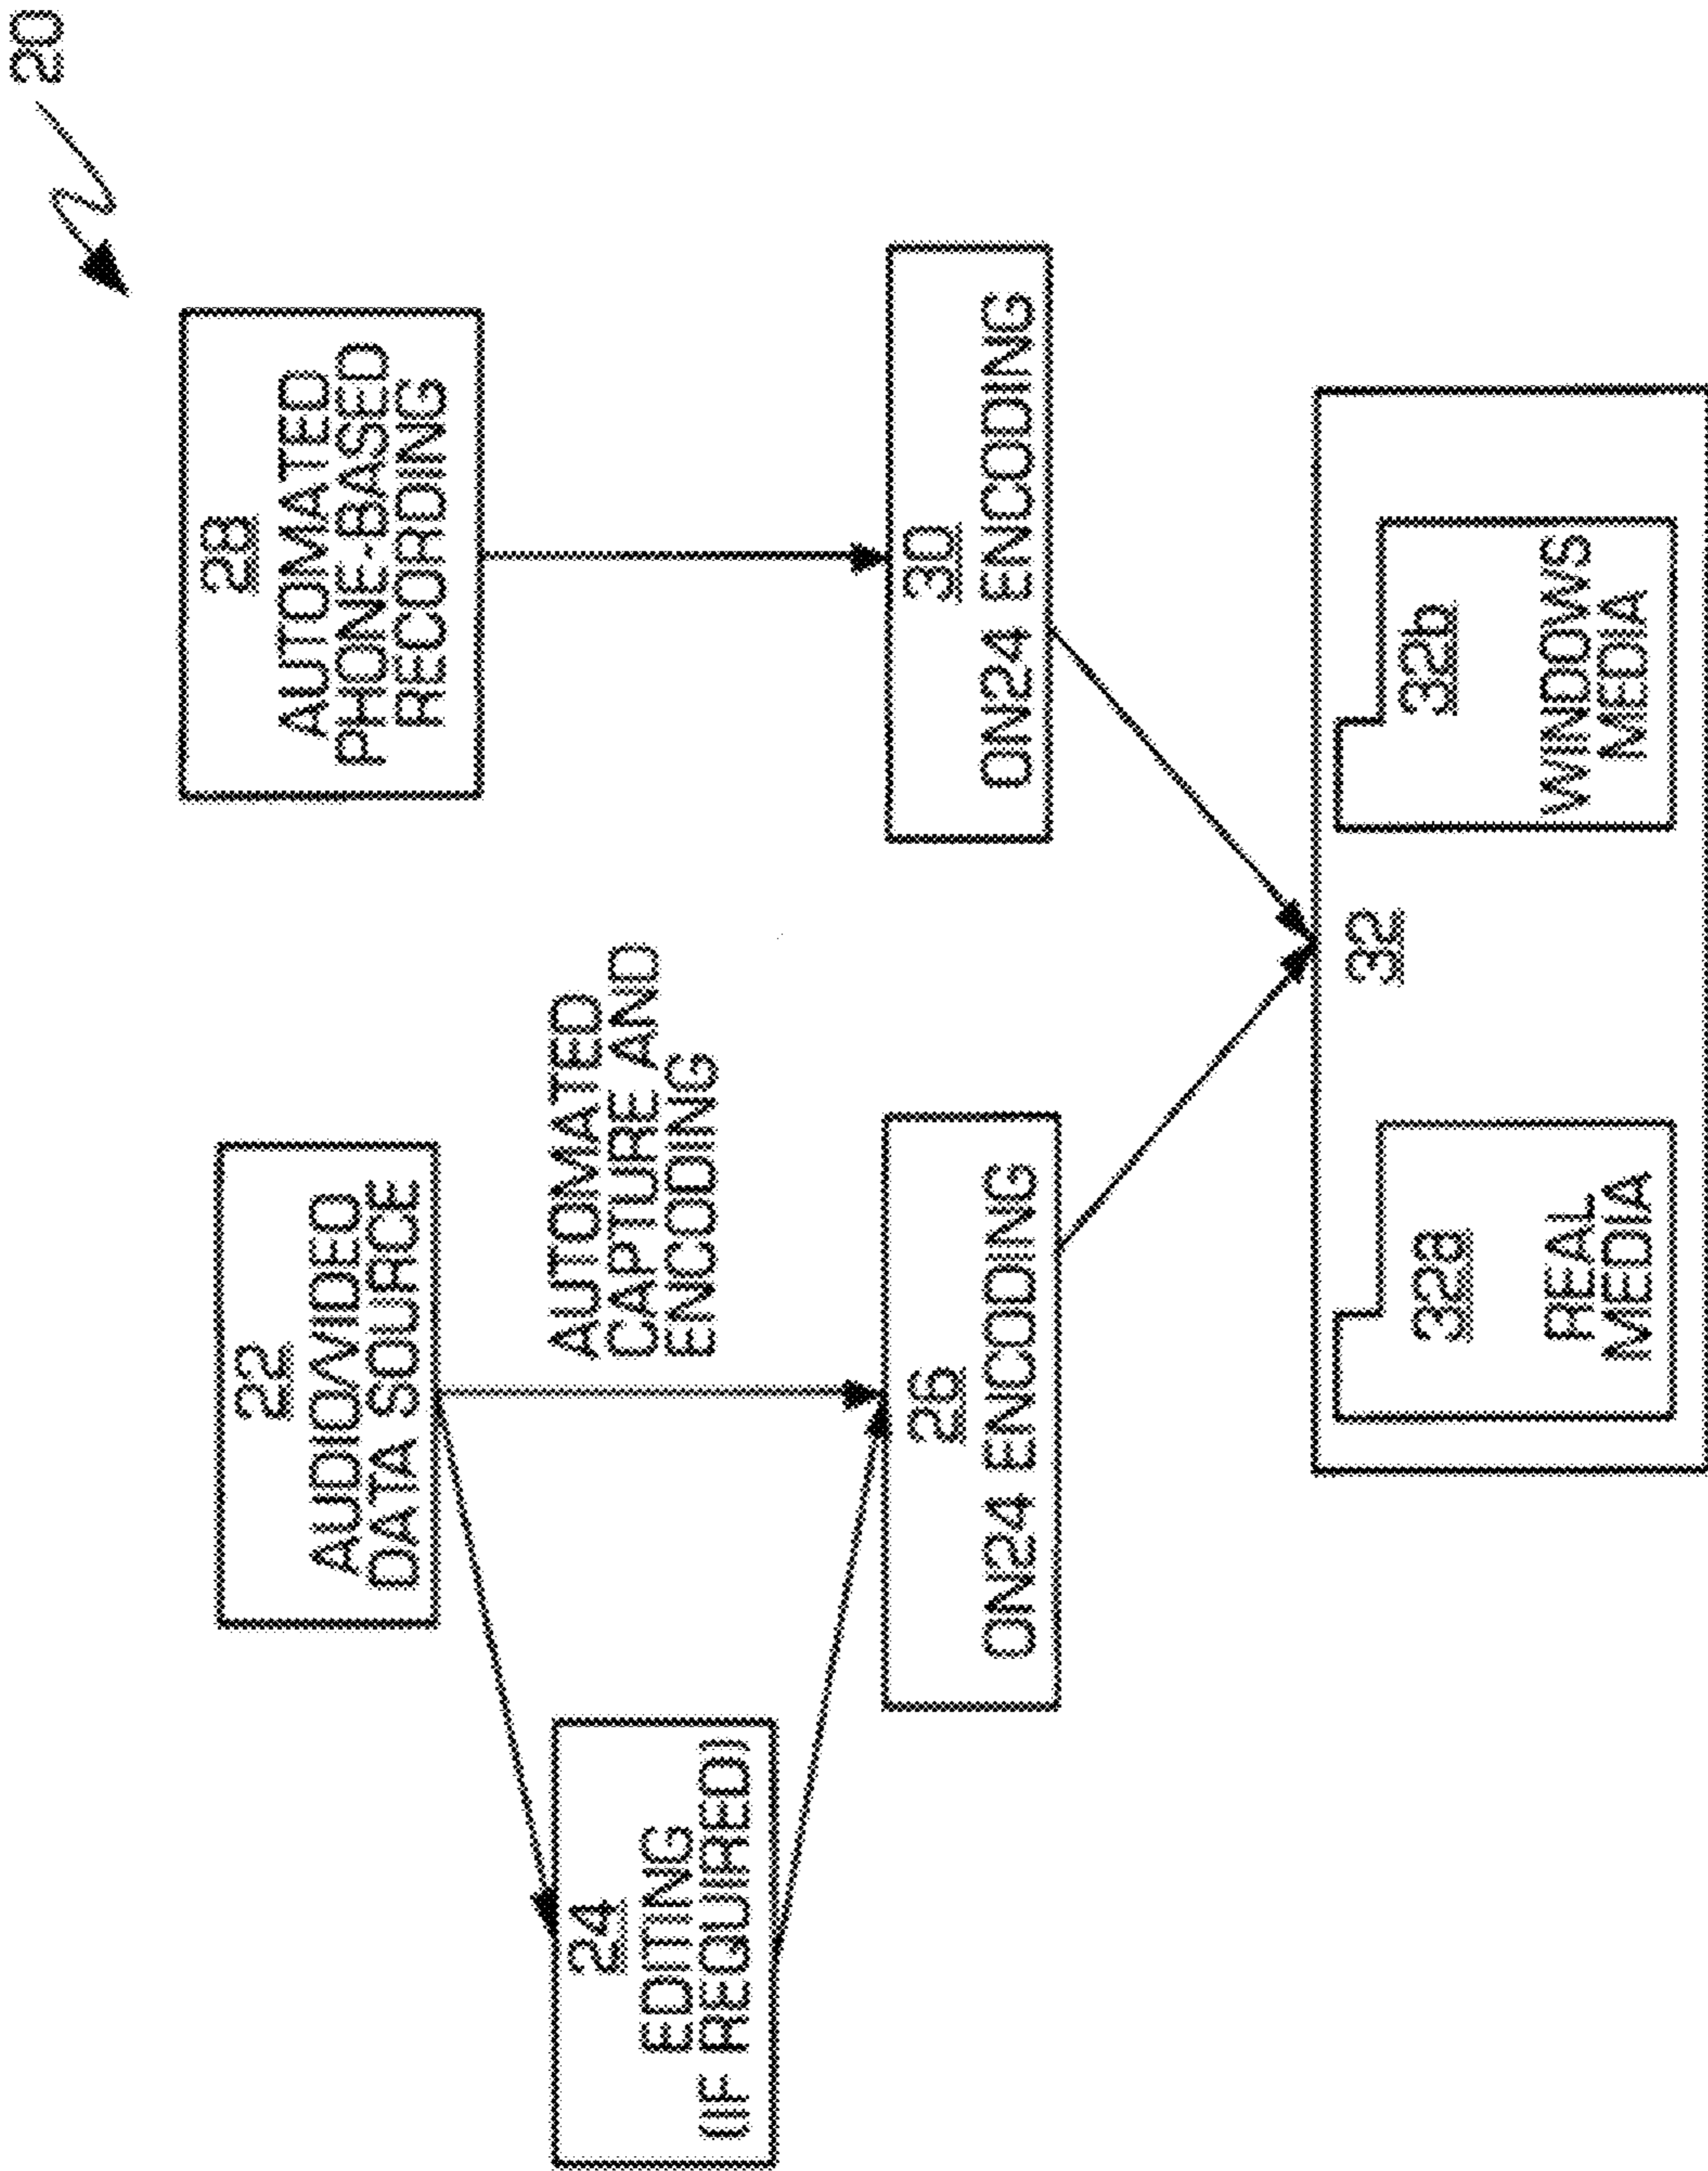 20
22
AUDIO/VIDEO
DATA SOURCE
28
AUTOMATED
PHONE-BASED
RECORDING
24
EDITING
(IF REQUIRED)
AUTOMATED
CAPTURE AND
ENCODING
26
ON24 ENCODING
30
ON24 ENCODING
32
32a
REAL
MEDIA
32b
WINDOWS
MEDIA